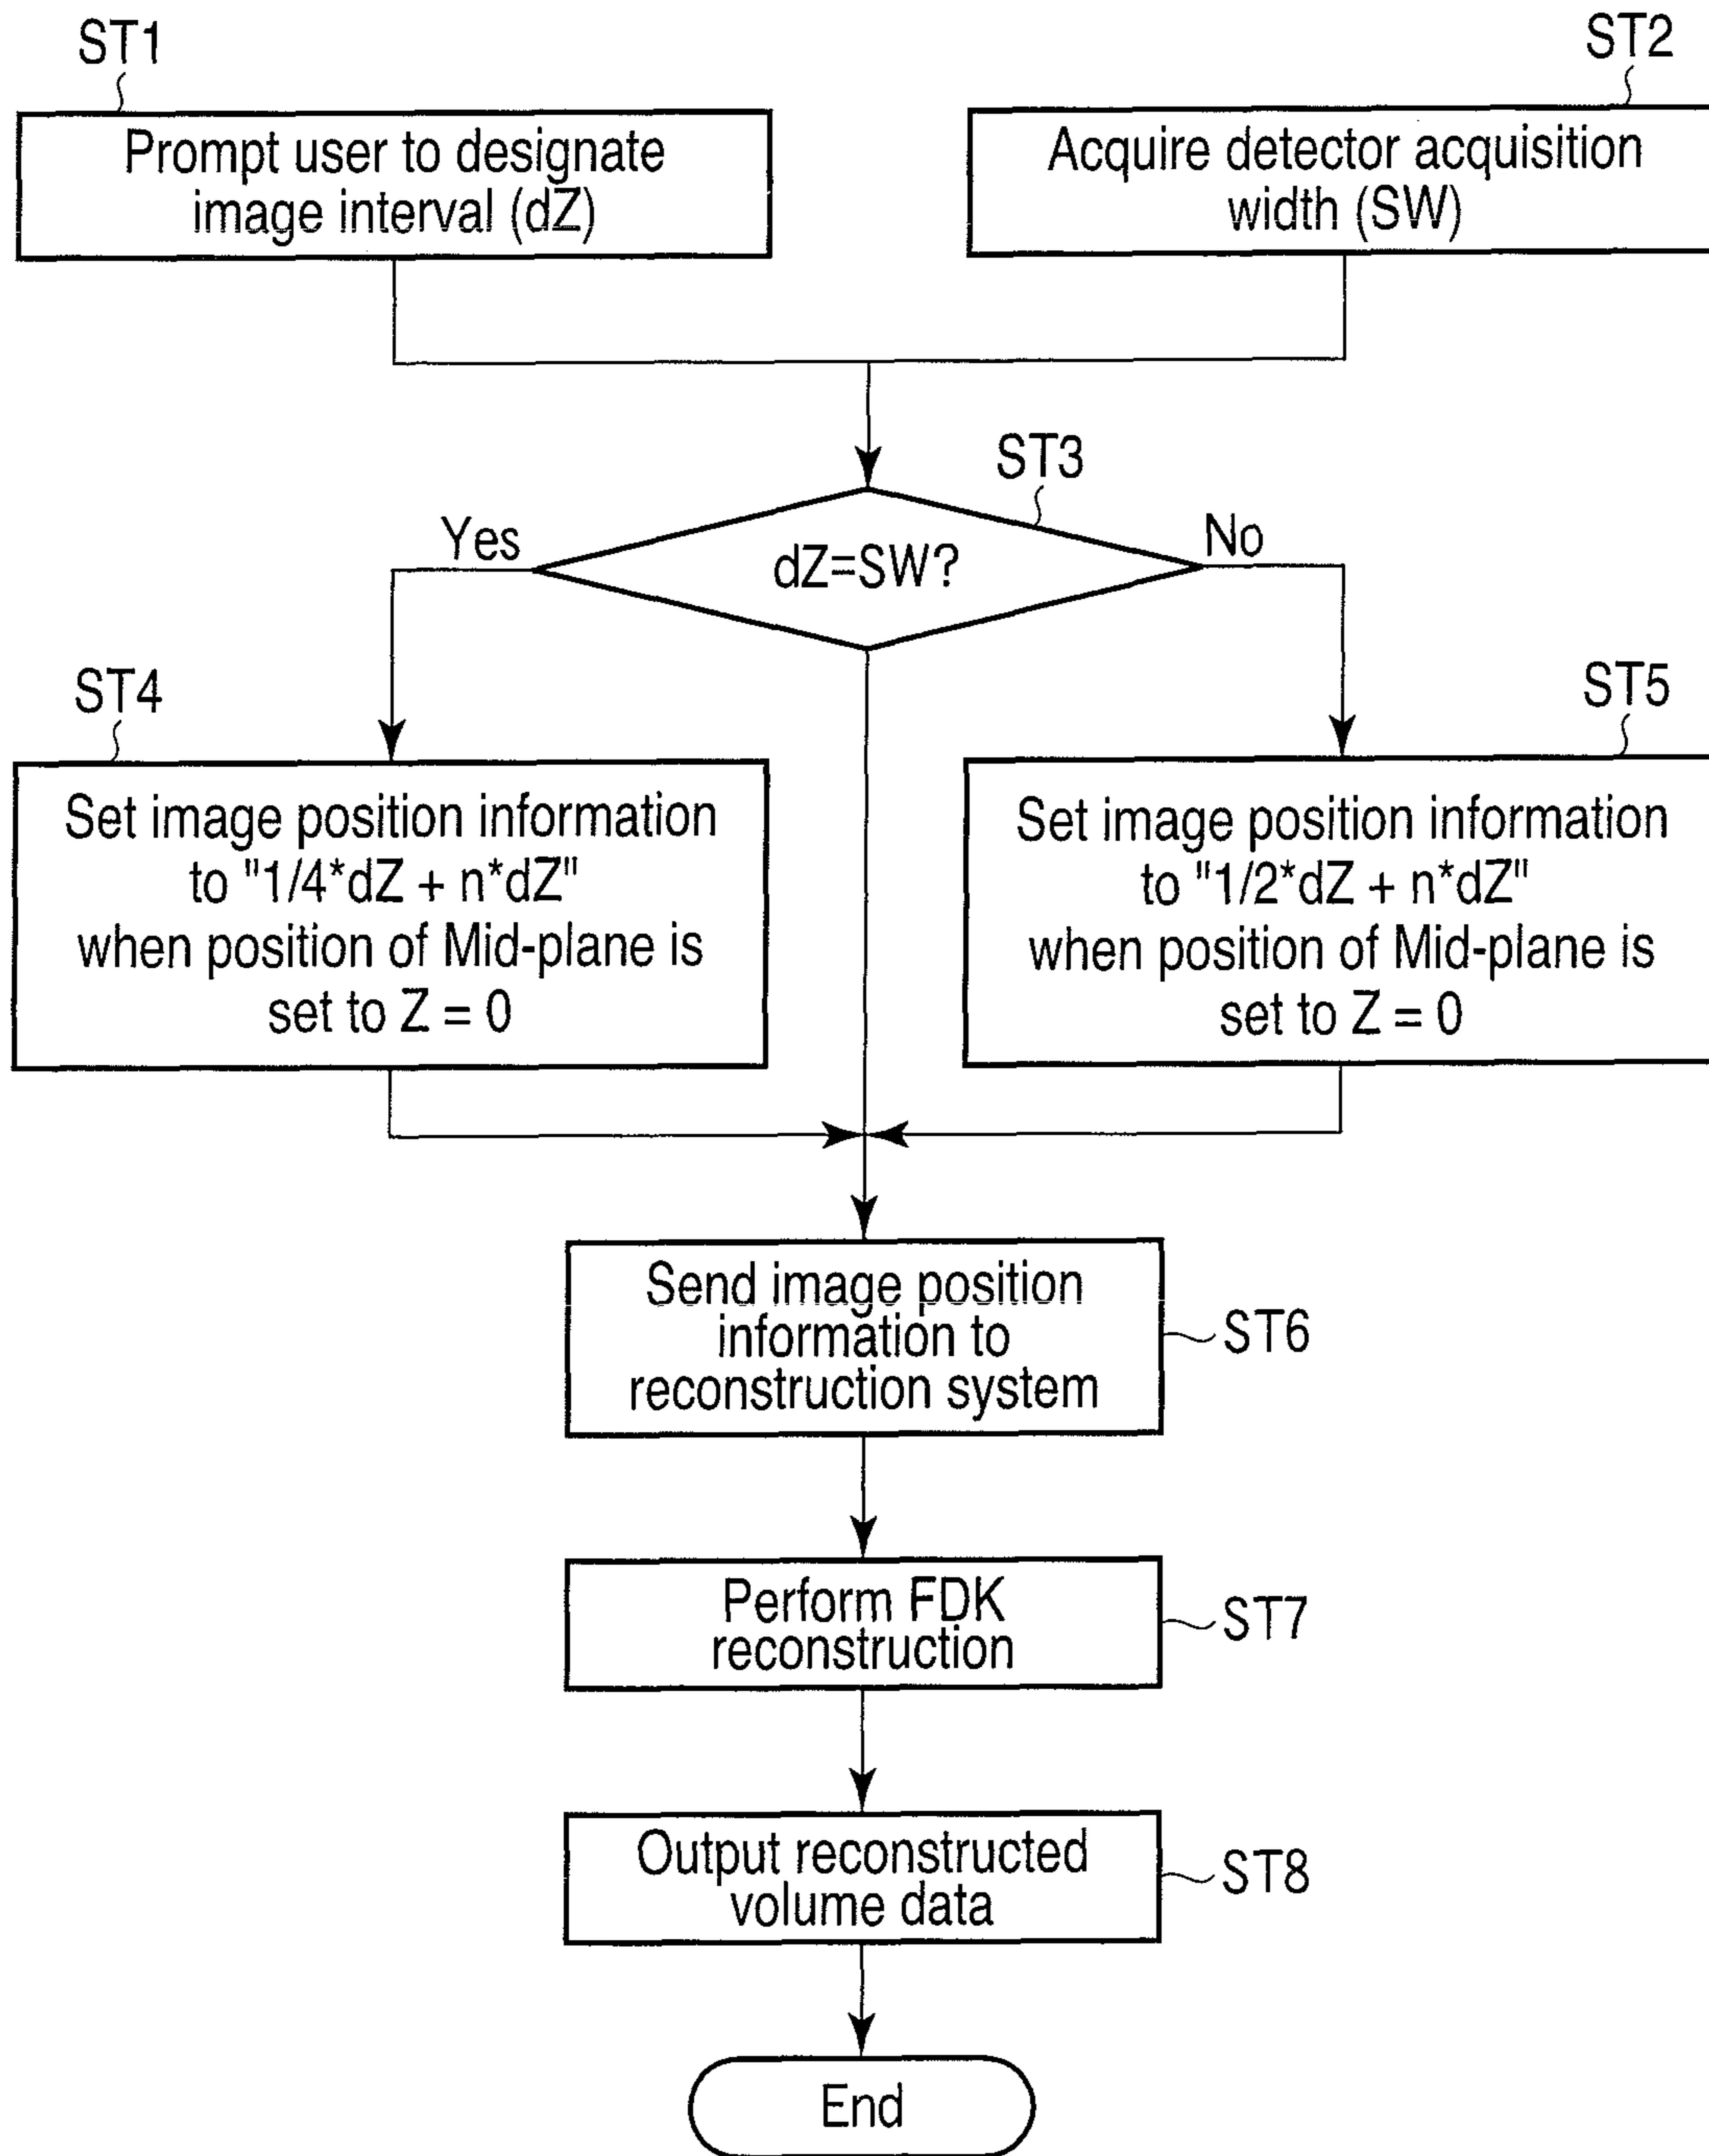 ST1
Prompt user to designate
image interval (dZ)
ST2
Acquire detector acquisition
width (SW)
ST3
Yes
dZ=SW?
No
ST4
Set image position information
to "1/4*dZ + n*dZ"
when position of Mid-plane is
set to Z = 0
ST5
Set image position information
to "1/2*dZ + n*dZ"
when position of Mid-plane is
set to Z = 0
Send image position
information to
reconstruction system
ST6
Perform FDK
reconstruction
ST7
Output reconstructed
volume data
ST8
End